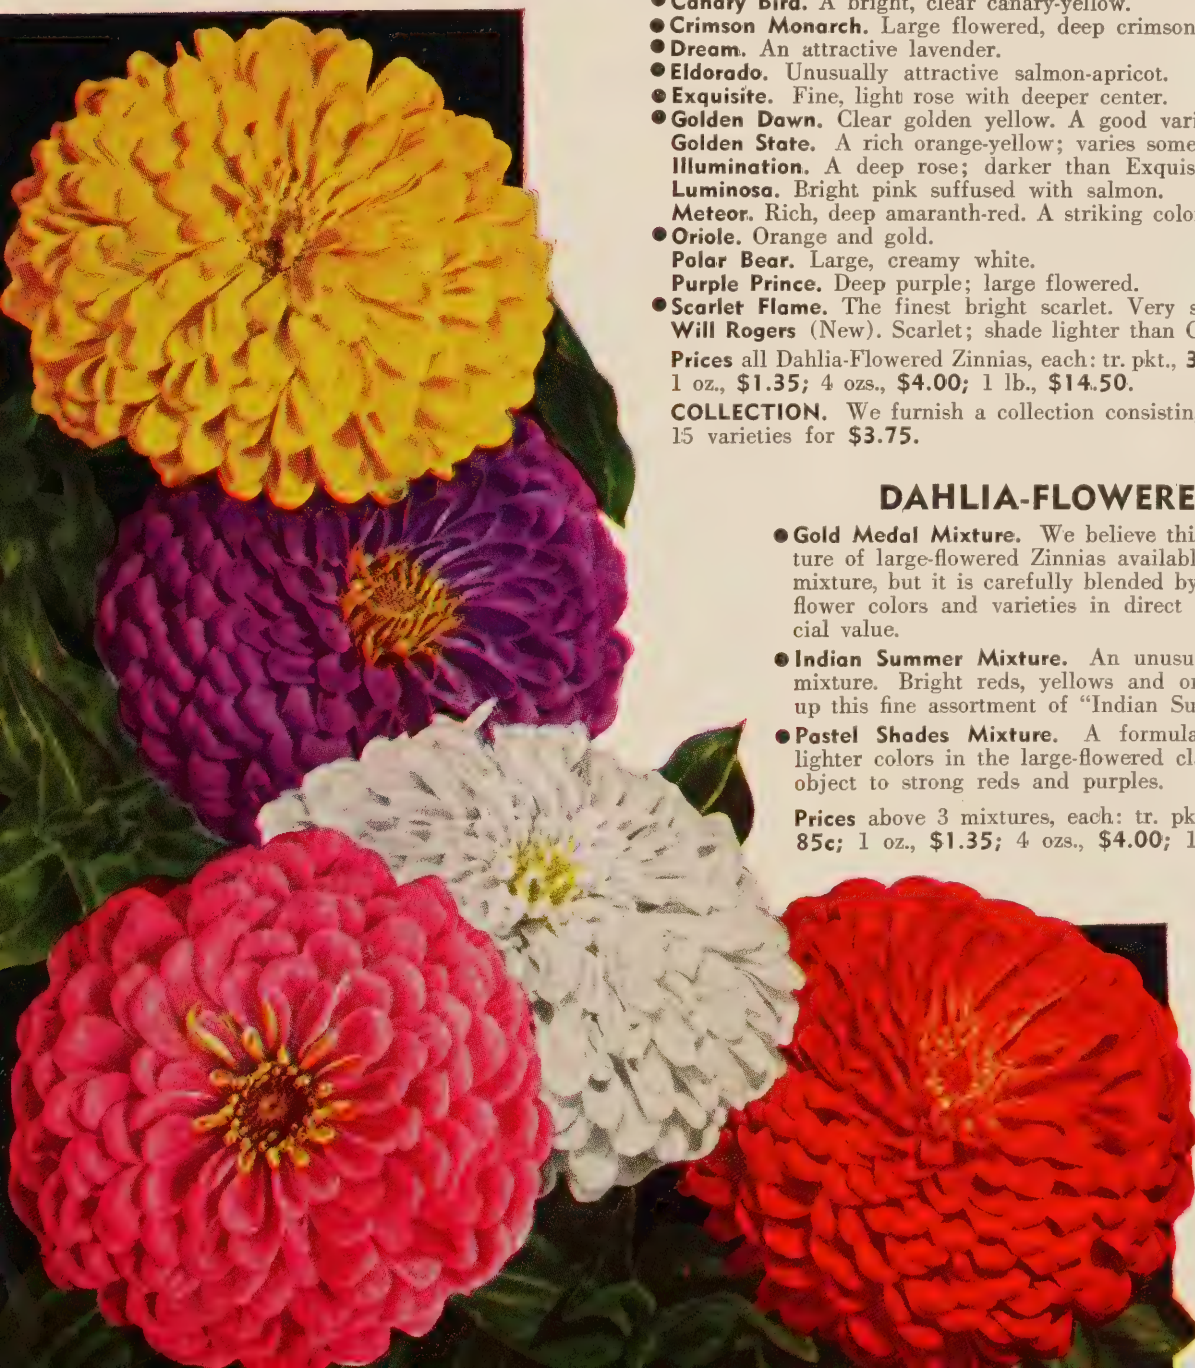 Canary Bird. A bright, clear canary-yellow.
Crimson Monarch. Large flowered, deep crimson
Dream. An attractive lavender.
Eldorado. Unusually attractive salmon-apricot.
Exquisite. Fine, light rose with deeper center.
Golden Dawn. Clear golden yellow. A good vari
Golden State. A rich orange-yellow; varies some
Illumination. A deep rose; darker than Exquis
Luminosa. Bright pink suffused with salmon.
Meteor. Rich, deep amaranth-red. A striking colo
Oriole. Orange and gold.
Polar Bear. Large, creamy white.
Purple Prince. Deep purple; large flowered.
Scarlet Flame. The finest bright scarlet. Very s
Will Rogers (New). Scarlet; shade lighter than
Prices all Dahlia-Flowered Zinnias, each: tr. pkt., 3
1 oz., $1.35; 4 ozs., $4.00; 1 lb., $14.50.
COLLECTION. We furnish a collection consistin
15 varieties for $3.75.
DAHLIA-FLOWERE
Gold Medal Mixture. We believe thi
ture of large-flowered Zinnias availabl
mixture, but it is carefully blended by
flower colors and varieties in direct
cial value.
Indian Summer Mixture. An unusu
mixture. Bright reds, yellows and or
up this fine assortment of "Indian Su
Pastel Shades Mixture. A formula
lighter colors in the large-flowered cl
object to strong reds and purples.
Prices above 3 mixtures, each: tr. pk
85c; 1 oz., $1.35; 4 ozs., $4.00; 1